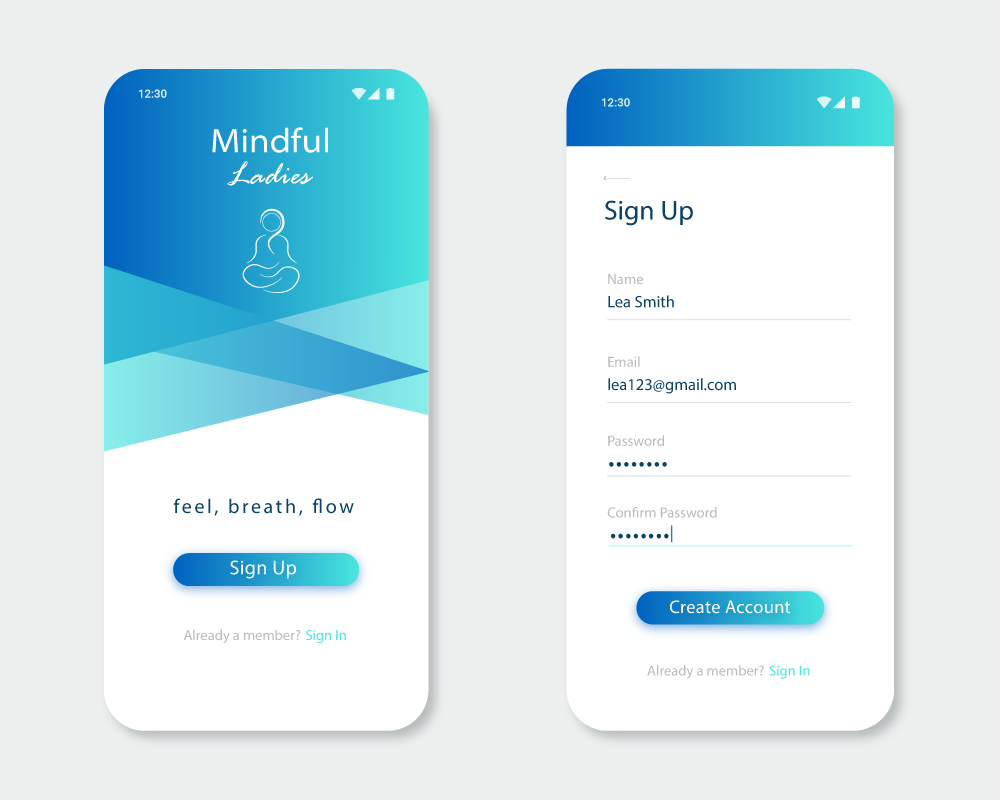 12:30
Mindful
Ladies
feel, breath, flow
Sign Up
Already a member? Sign In
12:30
Sign Up
Name
Lea Smith
Email
lea123@gmail.com
Password
••••••••
Confirm Password
••••••••
Create Account
Already a member? Sign In